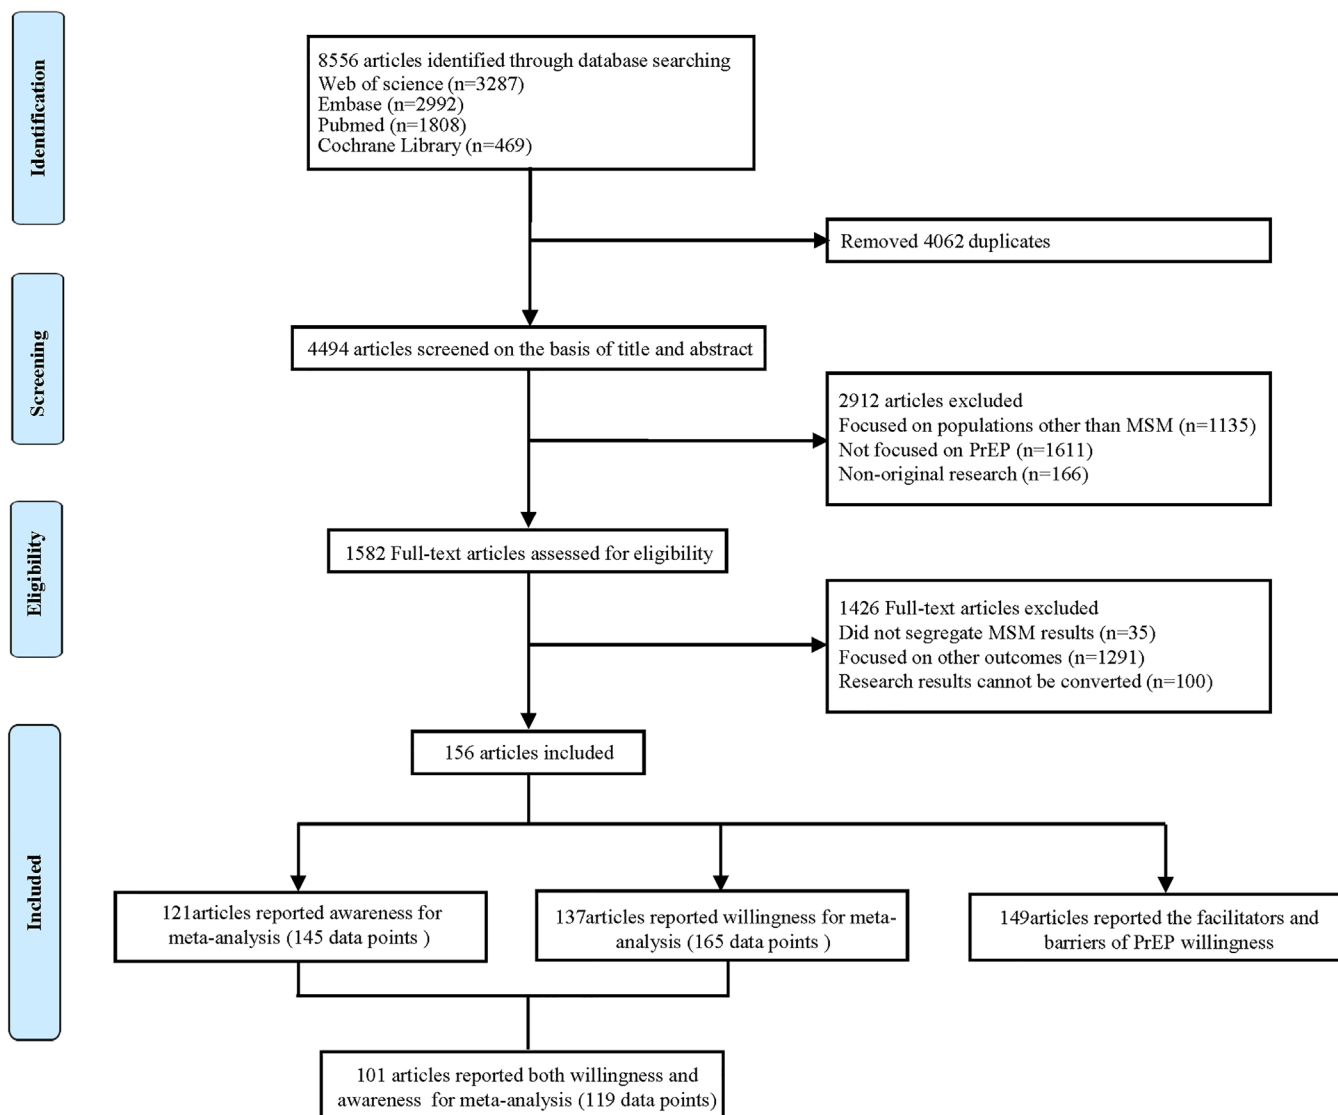 Identification
8556 articles identified through database searching
Web of science (n=3287)
Embase (n=2992)
Pubmed (n=1808)
Cochrane Library (n=469)
Removed 4062 duplicates
Screening
4494 articles screened on the basis of title and abstract
2912 articles excluded
Focused on populations other than MSM (n=1135)
Not focused on PrEP (n=1611)
Non-original research (n=166)
Eligibility
1582 Full-text articles assessed for eligibility
1426 Full-text articles excluded
Did not segregate MSM results (n=35)
Focused on other outcomes (n=1291)
Research results cannot be converted (n=100)
Included
156 articles included
121articles reported awareness for
meta-analysis (145 data points )
137articles reported willingness for meta-
analysis (165 data points )
149articles reported the facilitators and
barriers of PrEP willingness
101 articles reported both willingness and
awareness for meta-analysis (119 data points)